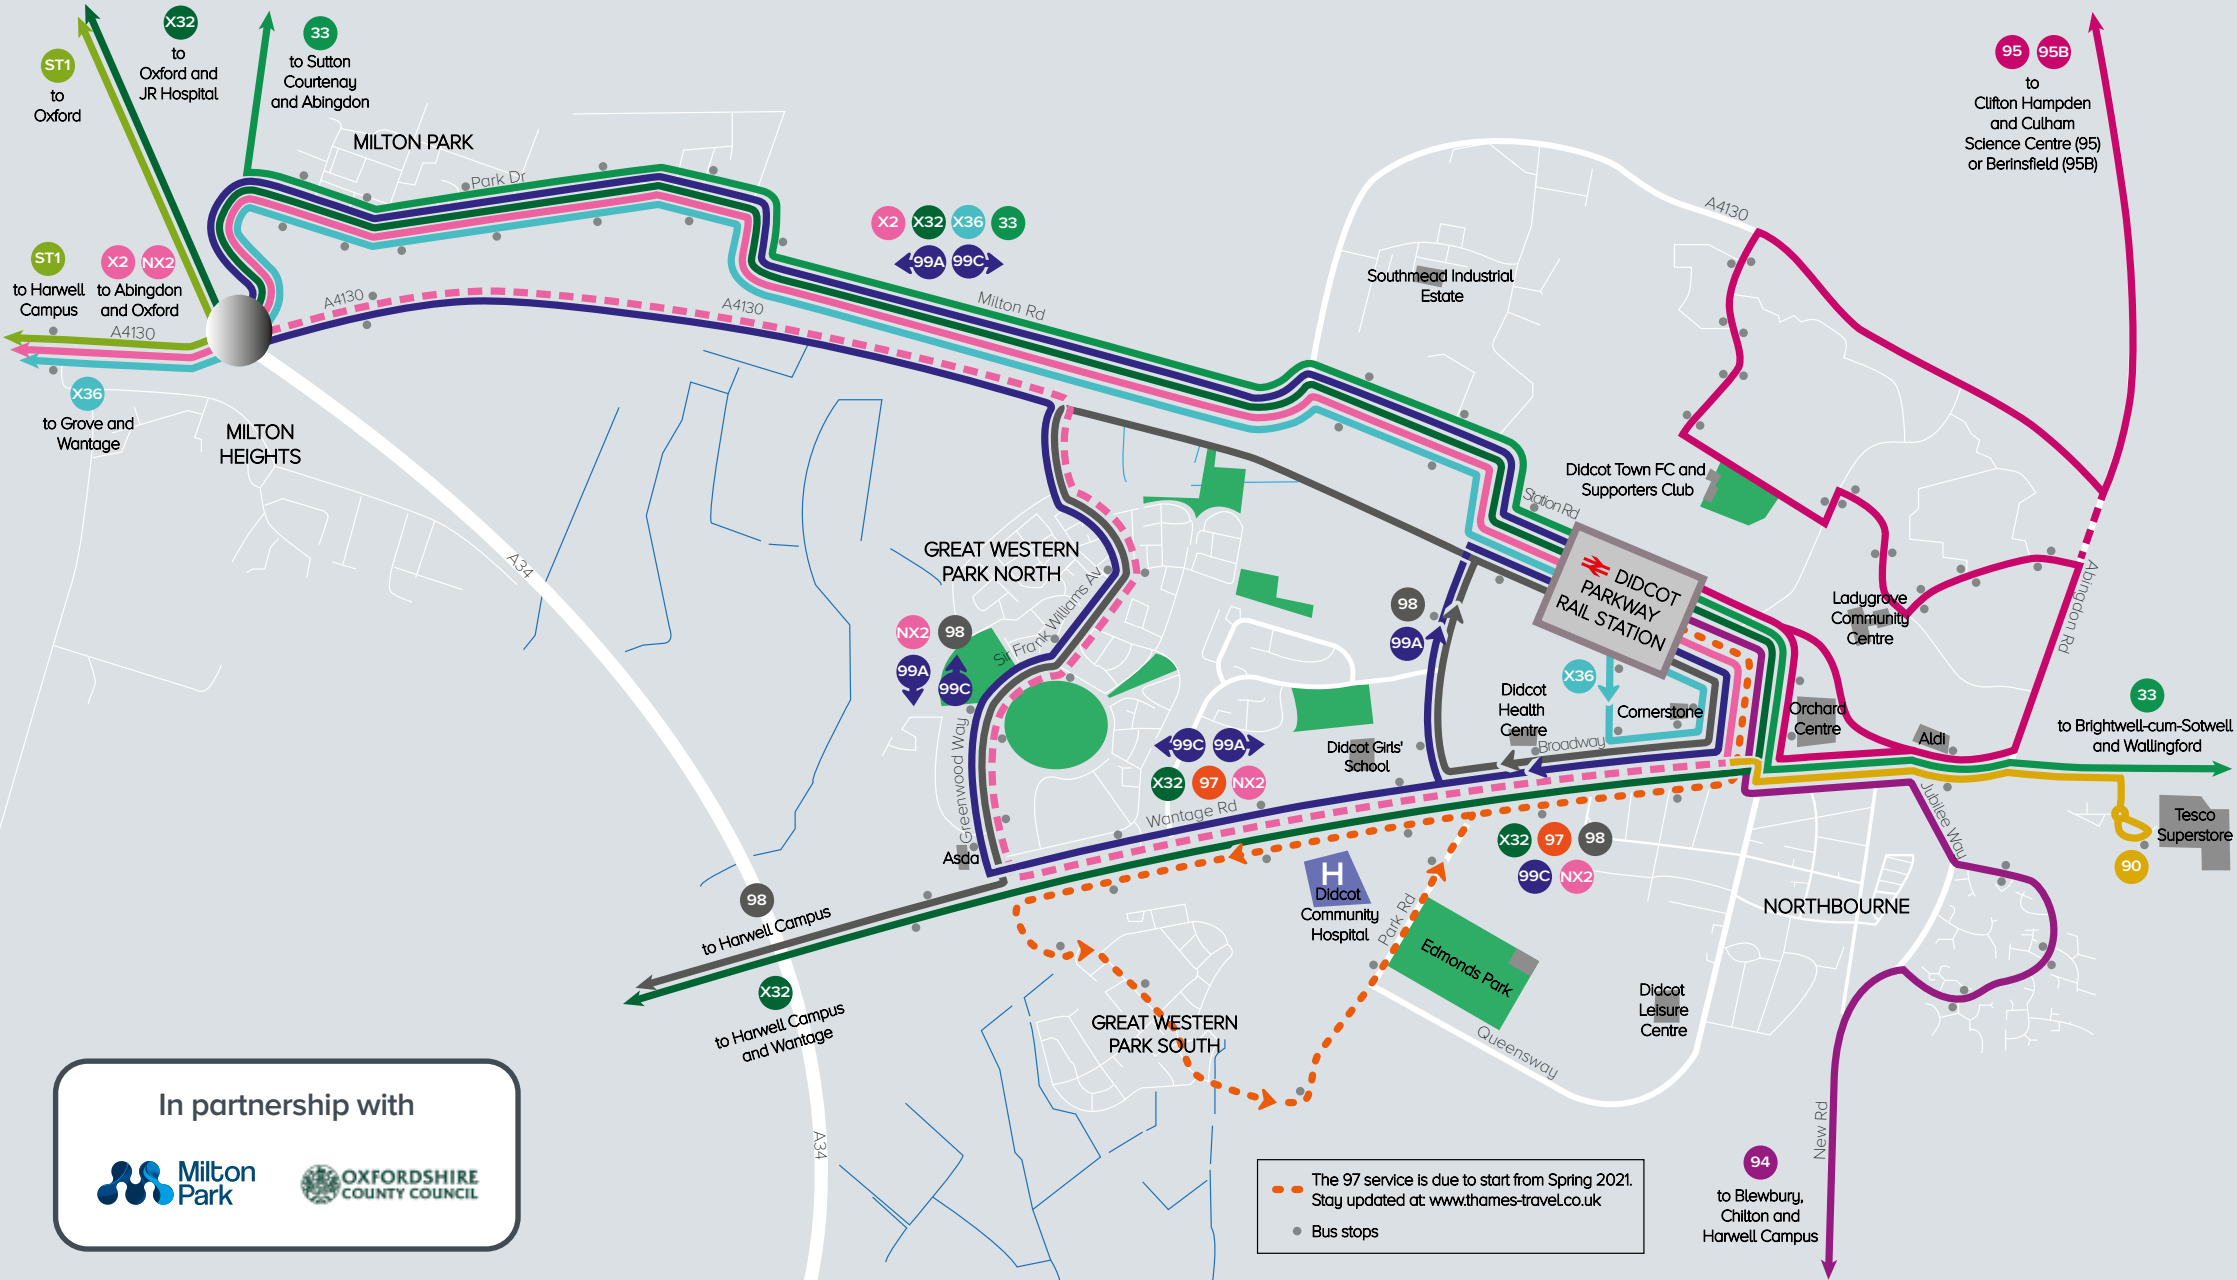 X32
to
Oxford and
JR Hospital
ST1
to
Oxford
33
to Sutton
Courtenay
and Abingdon
MILTON PARK
Park Dr
95 95B
to
Clifton Hampden
and Culham
Science Centre (95)
or Berinsfield (95B)
A4130
ST1
to Harwell
Campus
X2 NX2
to Abingdon
and Oxford
A4130
A4130
A4130
X2 X32 X36 33
99A 99C
Milton Rd
X36
to Grove and
Wantage
MILTON
HEIGHTS
Southmead Industrial
Estate
Didcot Town FC and
Supporters Club
Station Rd
DIDCOT
PARKWAY
RAIL STATION
GREAT WESTERN
PARK NORTH
Sir Frank Williams Av
A34
Ladygrove
Community
Centre
Abingdon Rd
NX2 98
99A 99C
98
99A
X36
Didcot
Health
Centre
Cornerstone
Broadway
Orchard
Centre
Aldi
33
to Brightwell-cum-Sotwell
and Wallingford
Didcot Girls'
School
99C 99A
X32 97 NX2
Wantage Rd
Greenwood Way
Asda
X32 97 98
99C NX2
Jubilee Way
Tesco
Superstore
90
H
Didcot
Community
Hospital
Park Rd
Edmonds Park
NORTHBOURNE
98
to Harwell Campus
X32
to Harwell Campus
and Wantage
GREAT WESTERN
PARK SOUTH
Queensway
Didcot
Leisure
Centre
A34
New Rd
94
to Blewbury,
Chilton and
Harwell Campus
In partnership with
Milton
Park
OXFORDSHIRE
COUNTY COUNCIL
The 97 service is due to start from Spring 2021.
Stay updated at: www.thames-travel.co.uk
Bus stops